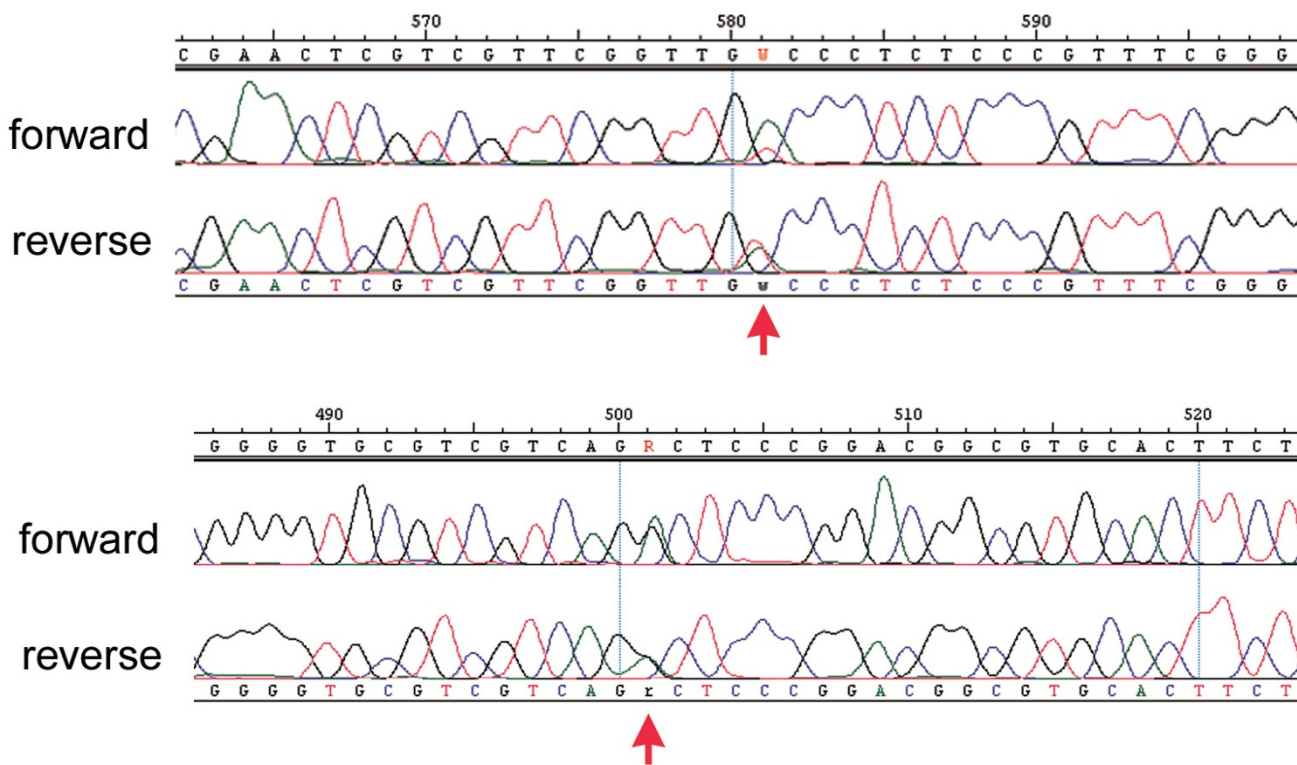 570 580 590
C G A A C T C G T C G T T C G G T T G W C C C T C T C C C G T T T C G G G
forward
reverse
C G A A C T C G T C G T T C G G T T G w C C C T C T C C C G T T T C G G G
490 500 510 520
G G G G T G C G T C G T C A G R C T C C C G G A C G G C G T G C A C T T C T
forward
reverse
G G G G T G C G T C G T C A G r C T C C C G G A C G G C G T G C A C T T C T